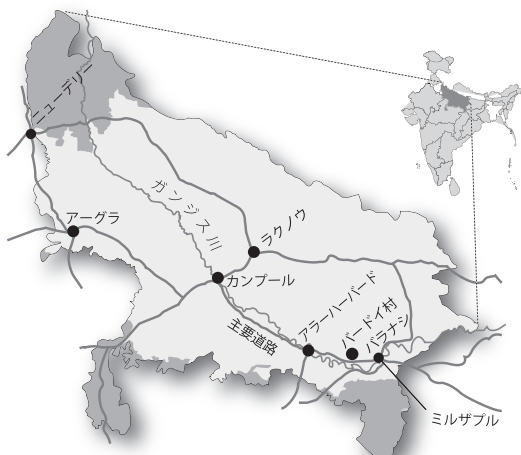 ニューデリー
ガンジス川
アーグラ
ラクノウ
カンプール
主要道路
アラーハーバード
バードイ村
バラナシ
ミルザプル